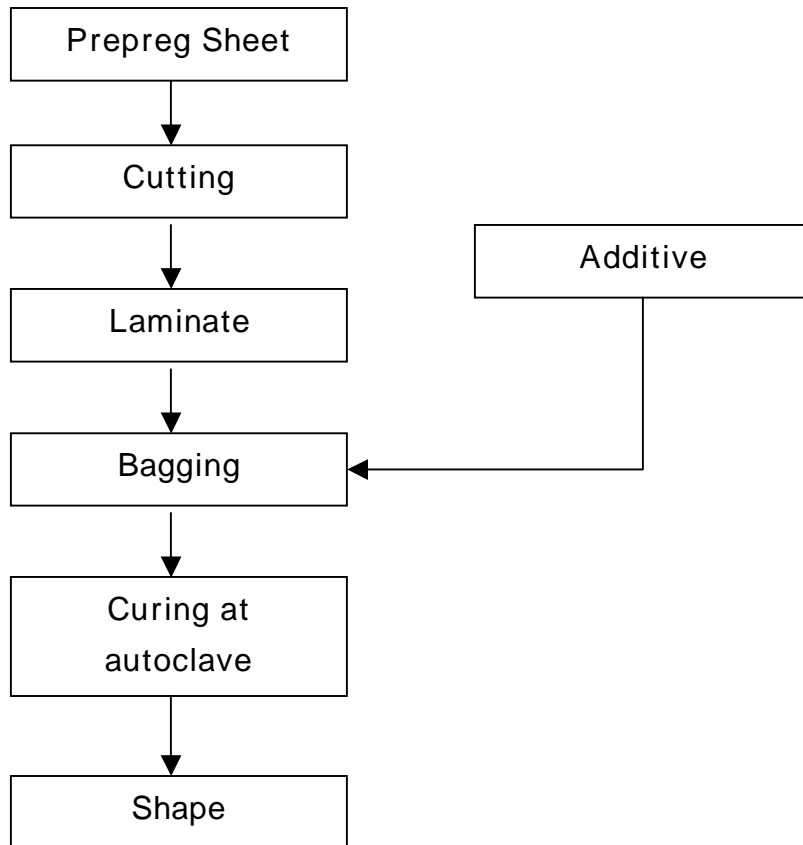 Prepreg Sheet
Cutting
Additive
Laminate
Bagging
Curing at
autoclave
Shape